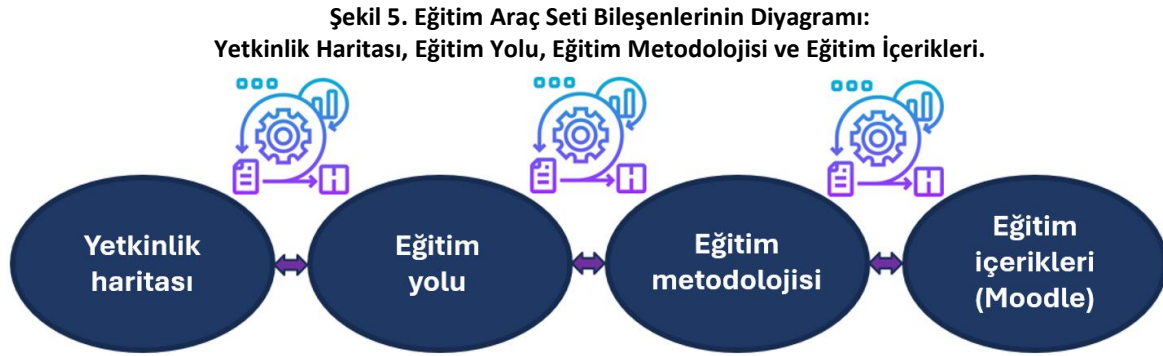 Şekil 5. Eğitim Araç Seti Bileşenlerinin Diyagramı:
Yetkinlik Haritası, Eğitim Yolu, Eğitim Metodolojisi ve Eğitim İçerikleri.
Yetkinlik
haritası
Eğitim
yolu
Eğitim
metodolojisi
Eğitim
içerikleri
(Moodle)